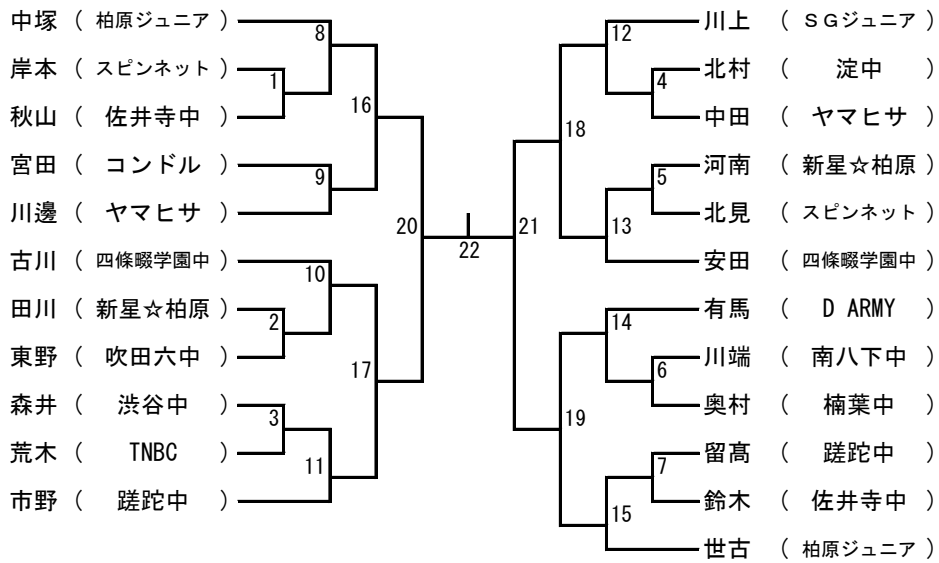 中塚 ( 柏原ジュニア )
岸本 ( スピンネット )
秋山 ( 佐井寺中 )
宮田 ( コンドル )
川邊 ( ヤマヒサ )
古川 ( 四條畷学園中 )
田川 ( 新星☆柏原 )
東野 ( 吹田六中 )
森井 ( 渋谷中 )
荒木 ( TNBC )
市野 ( 蹉跎中 )
8
1
16
9
20
10
2
17
3
11
22
川上 ( ＳＧジュニア )
北村 ( 淀中 )
中田 ( ヤマヒサ )
河南 ( 新星☆柏原 )
北見 ( スピンネット )
安田 ( 四條畷学園中 )
有馬 ( D ARMY )
川端 ( 南八下中 )
奥村 ( 楠葉中 )
留髙 ( 蹉跎中 )
鈴木 ( 佐井寺中 )
世古 ( 柏原ジュニア )
12
4
18
5
13
21
14
6
19
7
15